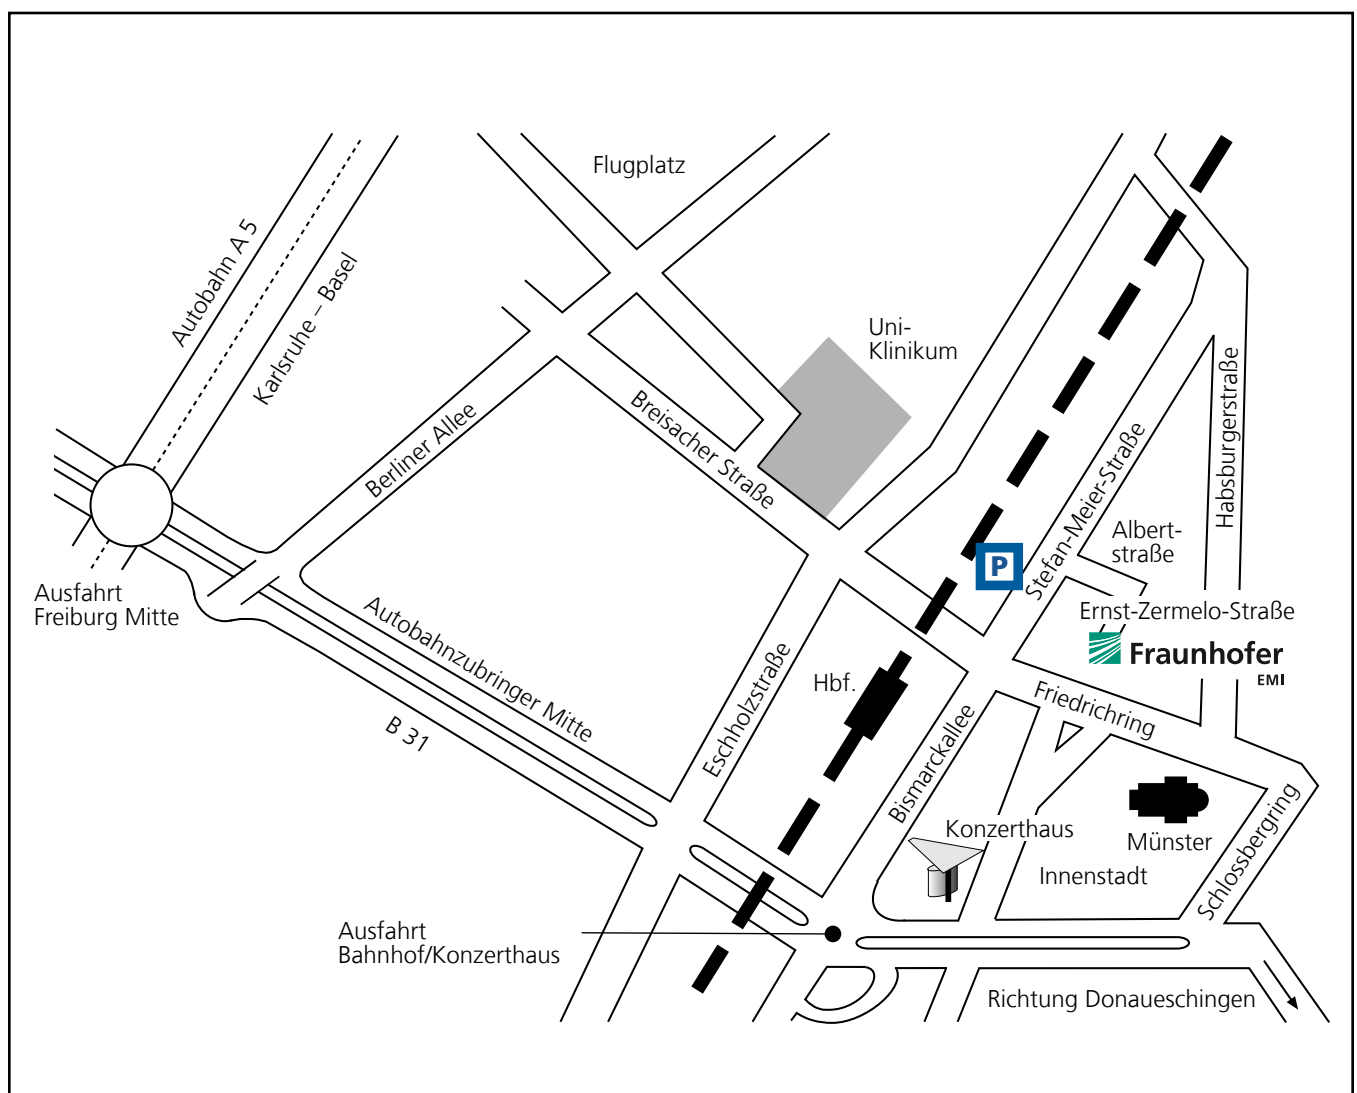 Flugplatz
Autobahn A 5
Karlsruhe – Basel
Uni-
Klinikum
Berliner Allee
Breisacher Straße
Habsburgerstraße
Stefan-Meier-Straße
Albert-
straße
P
Ausfahrt
Freiburg Mitte
Autobahnzubringer Mitte
B 31
Ernst-Zermelo-Straße
Fraunhofer
EMI
Eschholzstraße
Hbf.
Friedrichring
Bismarckallee
Konzerthaus
Münster
Innenstadt
Schlossbergring
Ausfahrt
Bahnhof/Konzerthaus
Richtung Donaueschingen